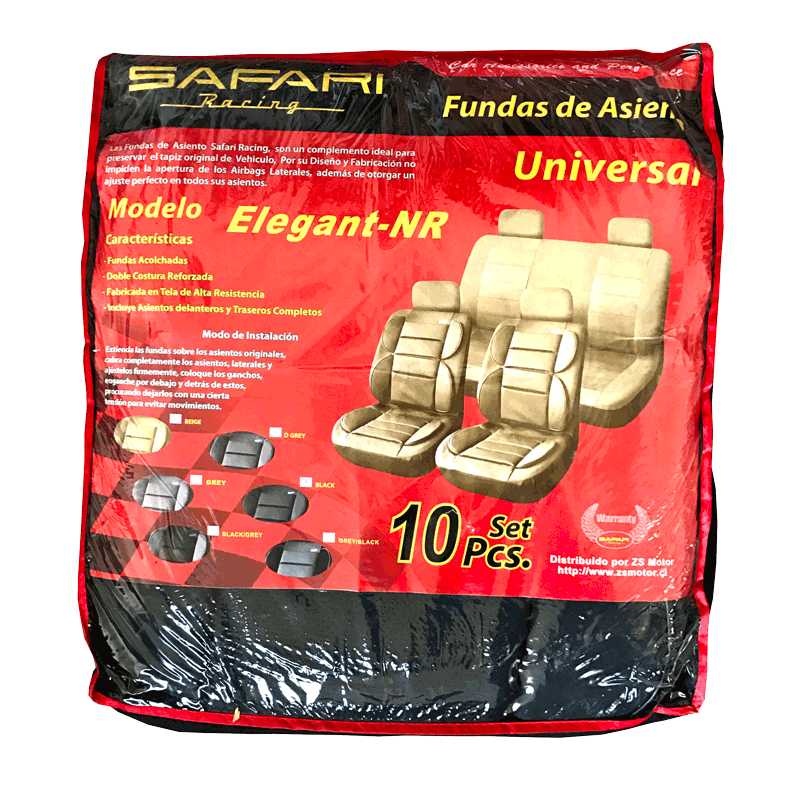 SAFARI
Racing
Car Accessories and
Fundas de Asien
Universal
Las Fundas de Asiento Safari Racing, son un complemento ideal para
preservar el tapiz original de Vehiculo, Por su Diseño y Fabricación no
impiden la apertura de los Airbags Laterales, además de otorgar un
ajuste perfecto en todos sus asientos.
Modelo Elegant-NR
Características
- Fundas Acolchadas
- Doble Costura Reforzada
- Fabricada en Tela de Alta Resistencia
- Incluye Asientos delanteros y Traseros Completos
Modo de Instalación
Extienda las fundas sobre los asientos originales,
cubra completamente los asientos, laterales y
ajústelos firmemente, coloque los ganchos,
enganche por debajo y detrás de estos,
procurando dejarlos con una cierta
tensión para evitar movimientos.
BEIGE
D GREY
GREY
BLACK
BLACK/GREY
GREY/BLACK
10 Set
Pcs.
Warranty
SAFARI
Distribuido por ZS Motor
http://www.zsmotor.cl